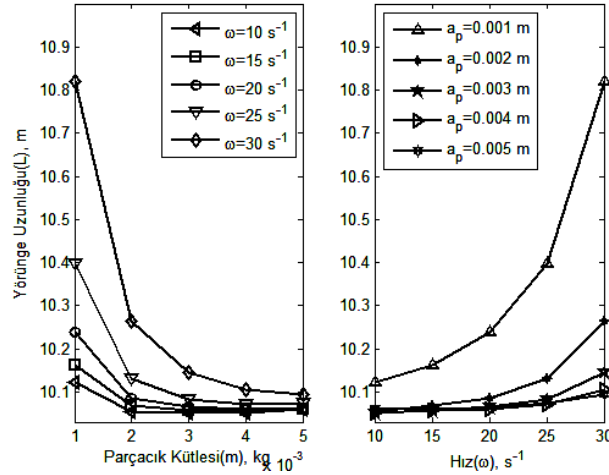 Yörünge Uzunluğu(L), m
10.9
10.8
10.7
10.6
10.5
10.4
10.3
10.2
10.1
1 2 3 4 5
Parçacık Kütlesi(m), kg
x 10⁻³
ω=10 s⁻¹
ω=15 s⁻¹
ω=20 s⁻¹
ω=25 s⁻¹
ω=30 s⁻¹
10.9
10.8
10.7
10.6
10.5
10.4
10.3
10.2
10.1
10 15 20 25 30
Hız(ω), s⁻¹
aₚ=0.001 m
aₚ=0.002 m
aₚ=0.003 m
aₚ=0.004 m
aₚ=0.005 m